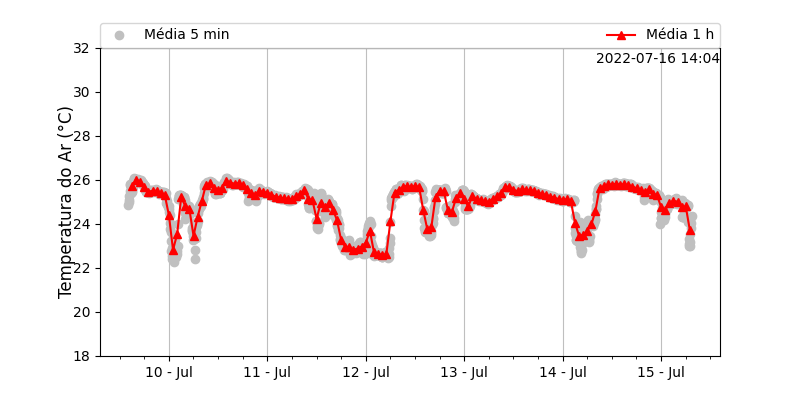 Média 5 min
Média 1 h
2022-07-16 14:04
Temperatura do Ar (°C)
32
30
28
26
24
22
20
18
10 - Jul
11 - Jul
12 - Jul
13 - Jul
14 - Jul
15 - Jul